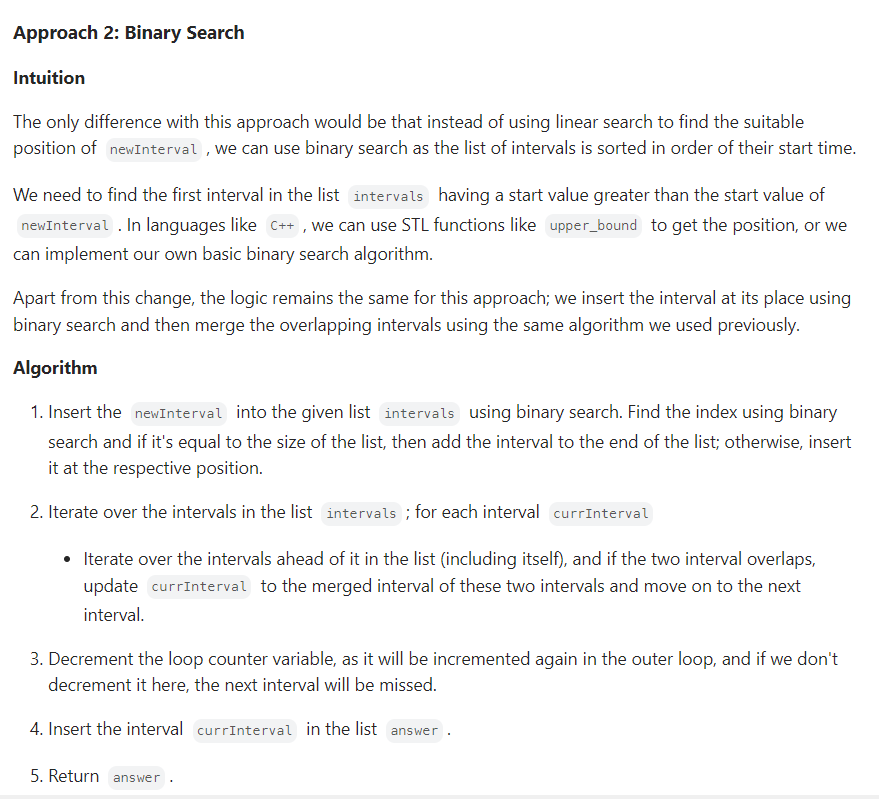 Approach 2: Binary Search
Intuition
The only difference with this approach would be that instead of using linear search to find the suitable
position of newInterval , we can use binary search as the list of intervals is sorted in order of their start time.
We need to find the first interval in the list intervals having a start value greater than the start value of
newInterval . In languages like C++ , we can use STL functions like upper_bound to get the position, or we
can implement our own basic binary search algorithm.
Apart from this change, the logic remains the same for this approach; we insert the interval at its place using
binary search and then merge the overlapping intervals using the same algorithm we used previously.
Algorithm
1. Insert the newInterval into the given list intervals using binary search. Find the index using binary
search and if it's equal to the size of the list, then add the interval to the end of the list; otherwise, insert
it at the respective position.
2. Iterate over the intervals in the list intervals ; for each interval currInterval
• Iterate over the intervals ahead of it in the list (including itself), and if the two interval overlaps,
update currInterval to the merged interval of these two intervals and move on to the next
interval.
3. Decrement the loop counter variable, as it will be incremented again in the outer loop, and if we don't
decrement it here, the next interval will be missed.
4. Insert the interval currInterval in the list answer .
5. Return answer .